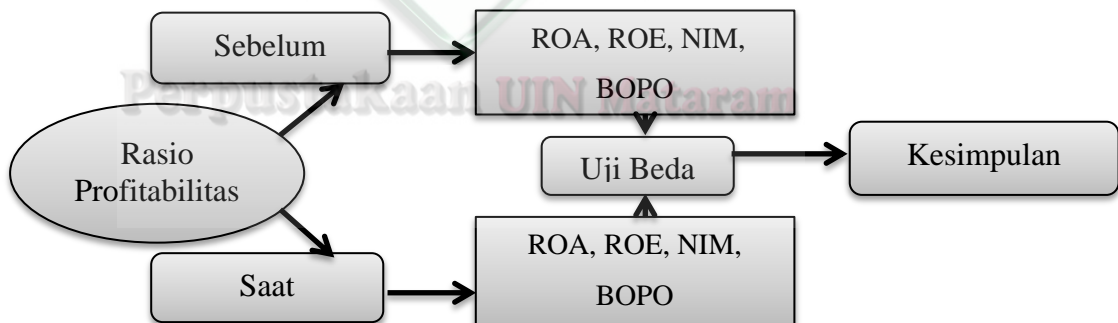 Sebelum
ROA, ROE, NIM,
BOPO
Perpustakaan UIN Mataram
Rasio
Profitabilitas
Uji Beda
Kesimpulan
ROA, ROE, NIM,
BOPO
Saat